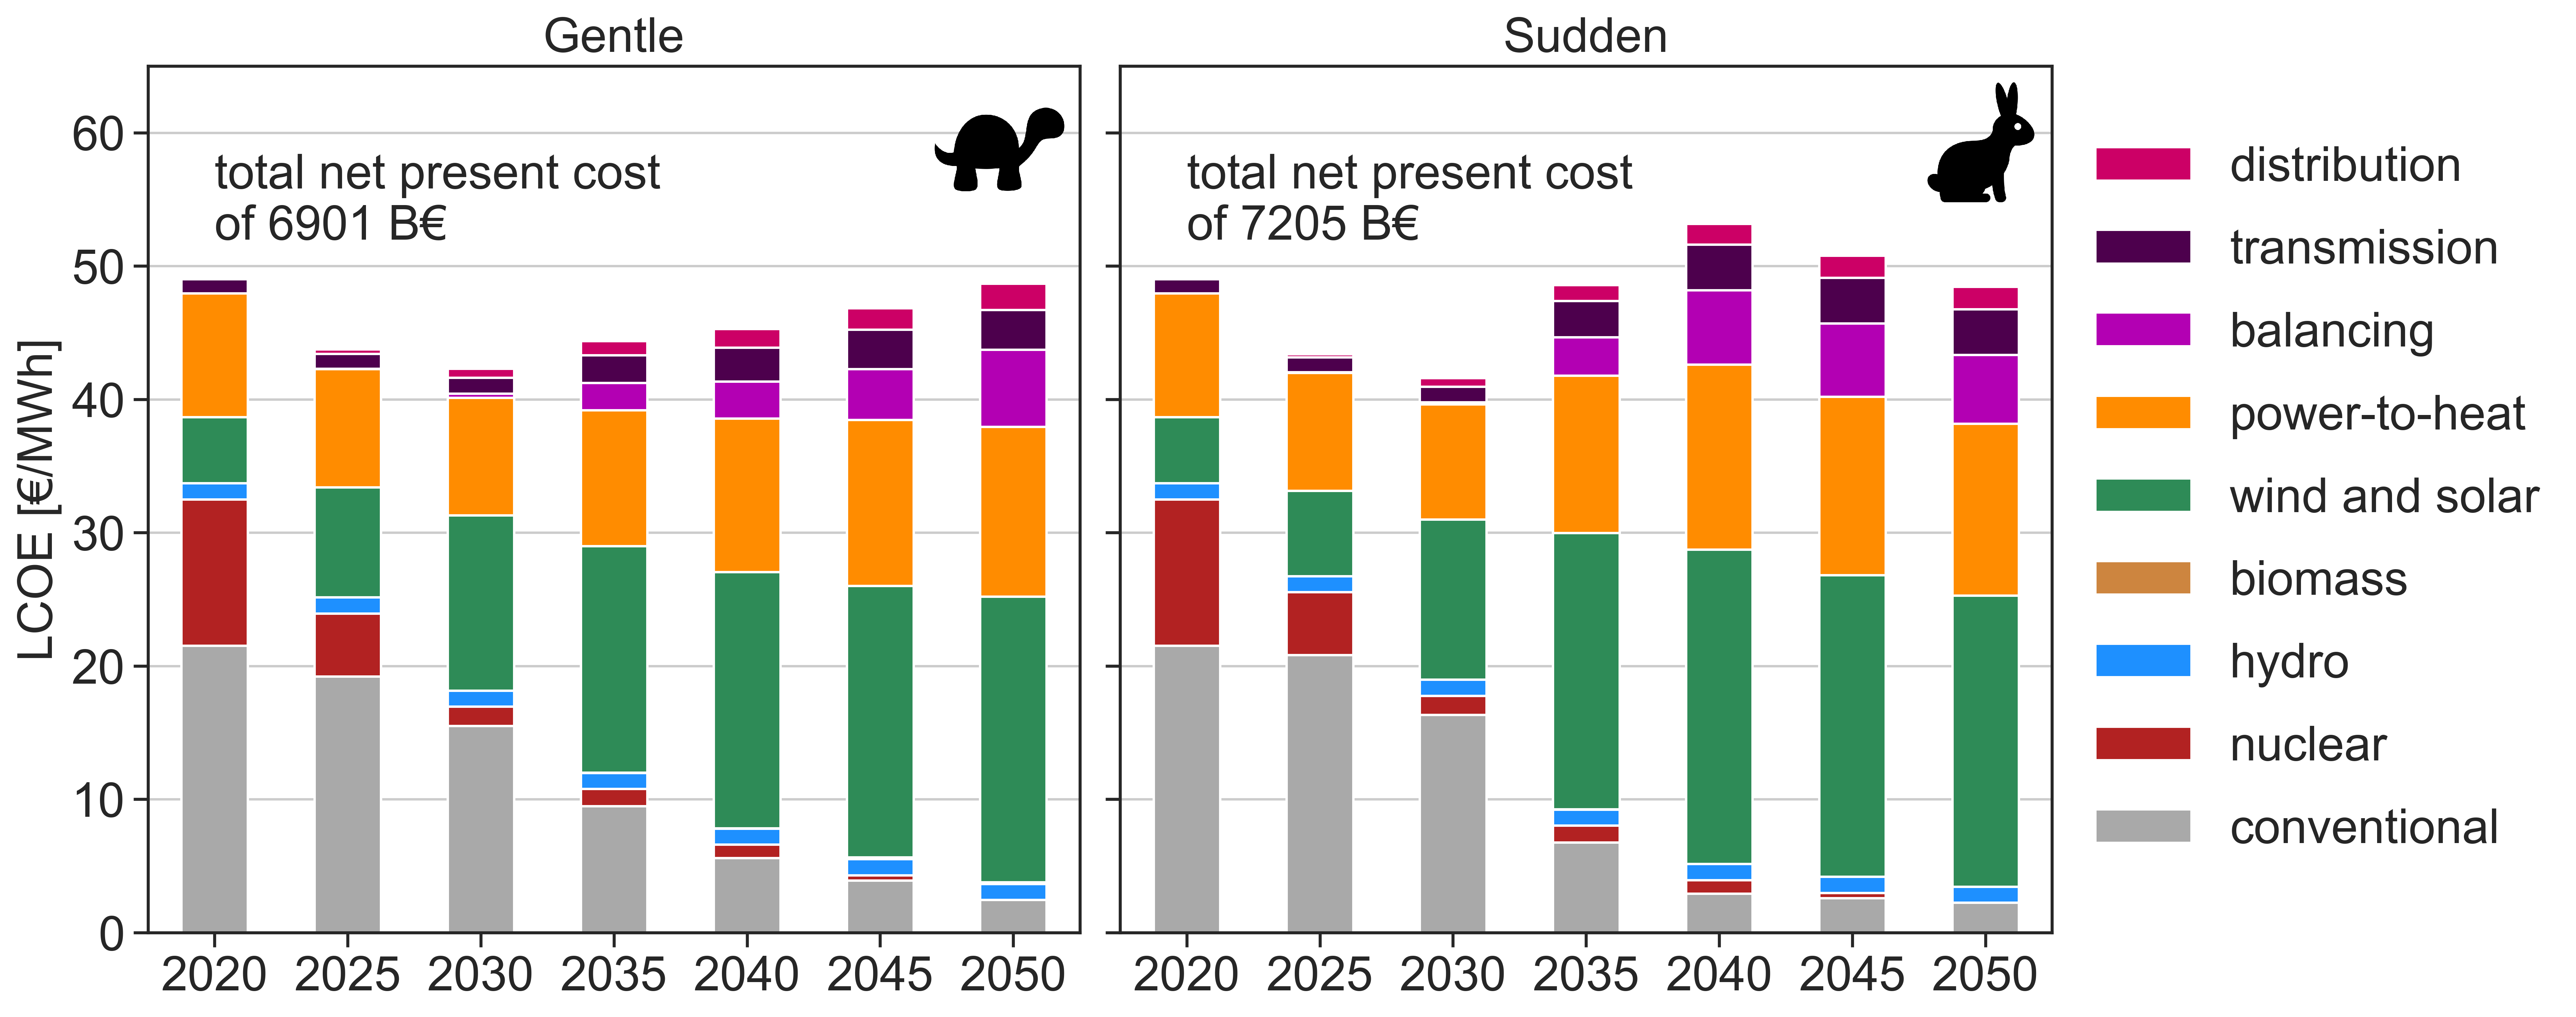 Gentle
Sudden
total net present cost
of 6901 B€
total net present cost
of 7205 B€
LCOE [€/MWh]
60
50
40
30
20
10
0
2020 2025 2030 2035 2040 2045 2050
2020 2025 2030 2035 2040 2045 2050
distribution
transmission
balancing
power-to-heat
wind and solar
biomass
hydro
nuclear
conventional